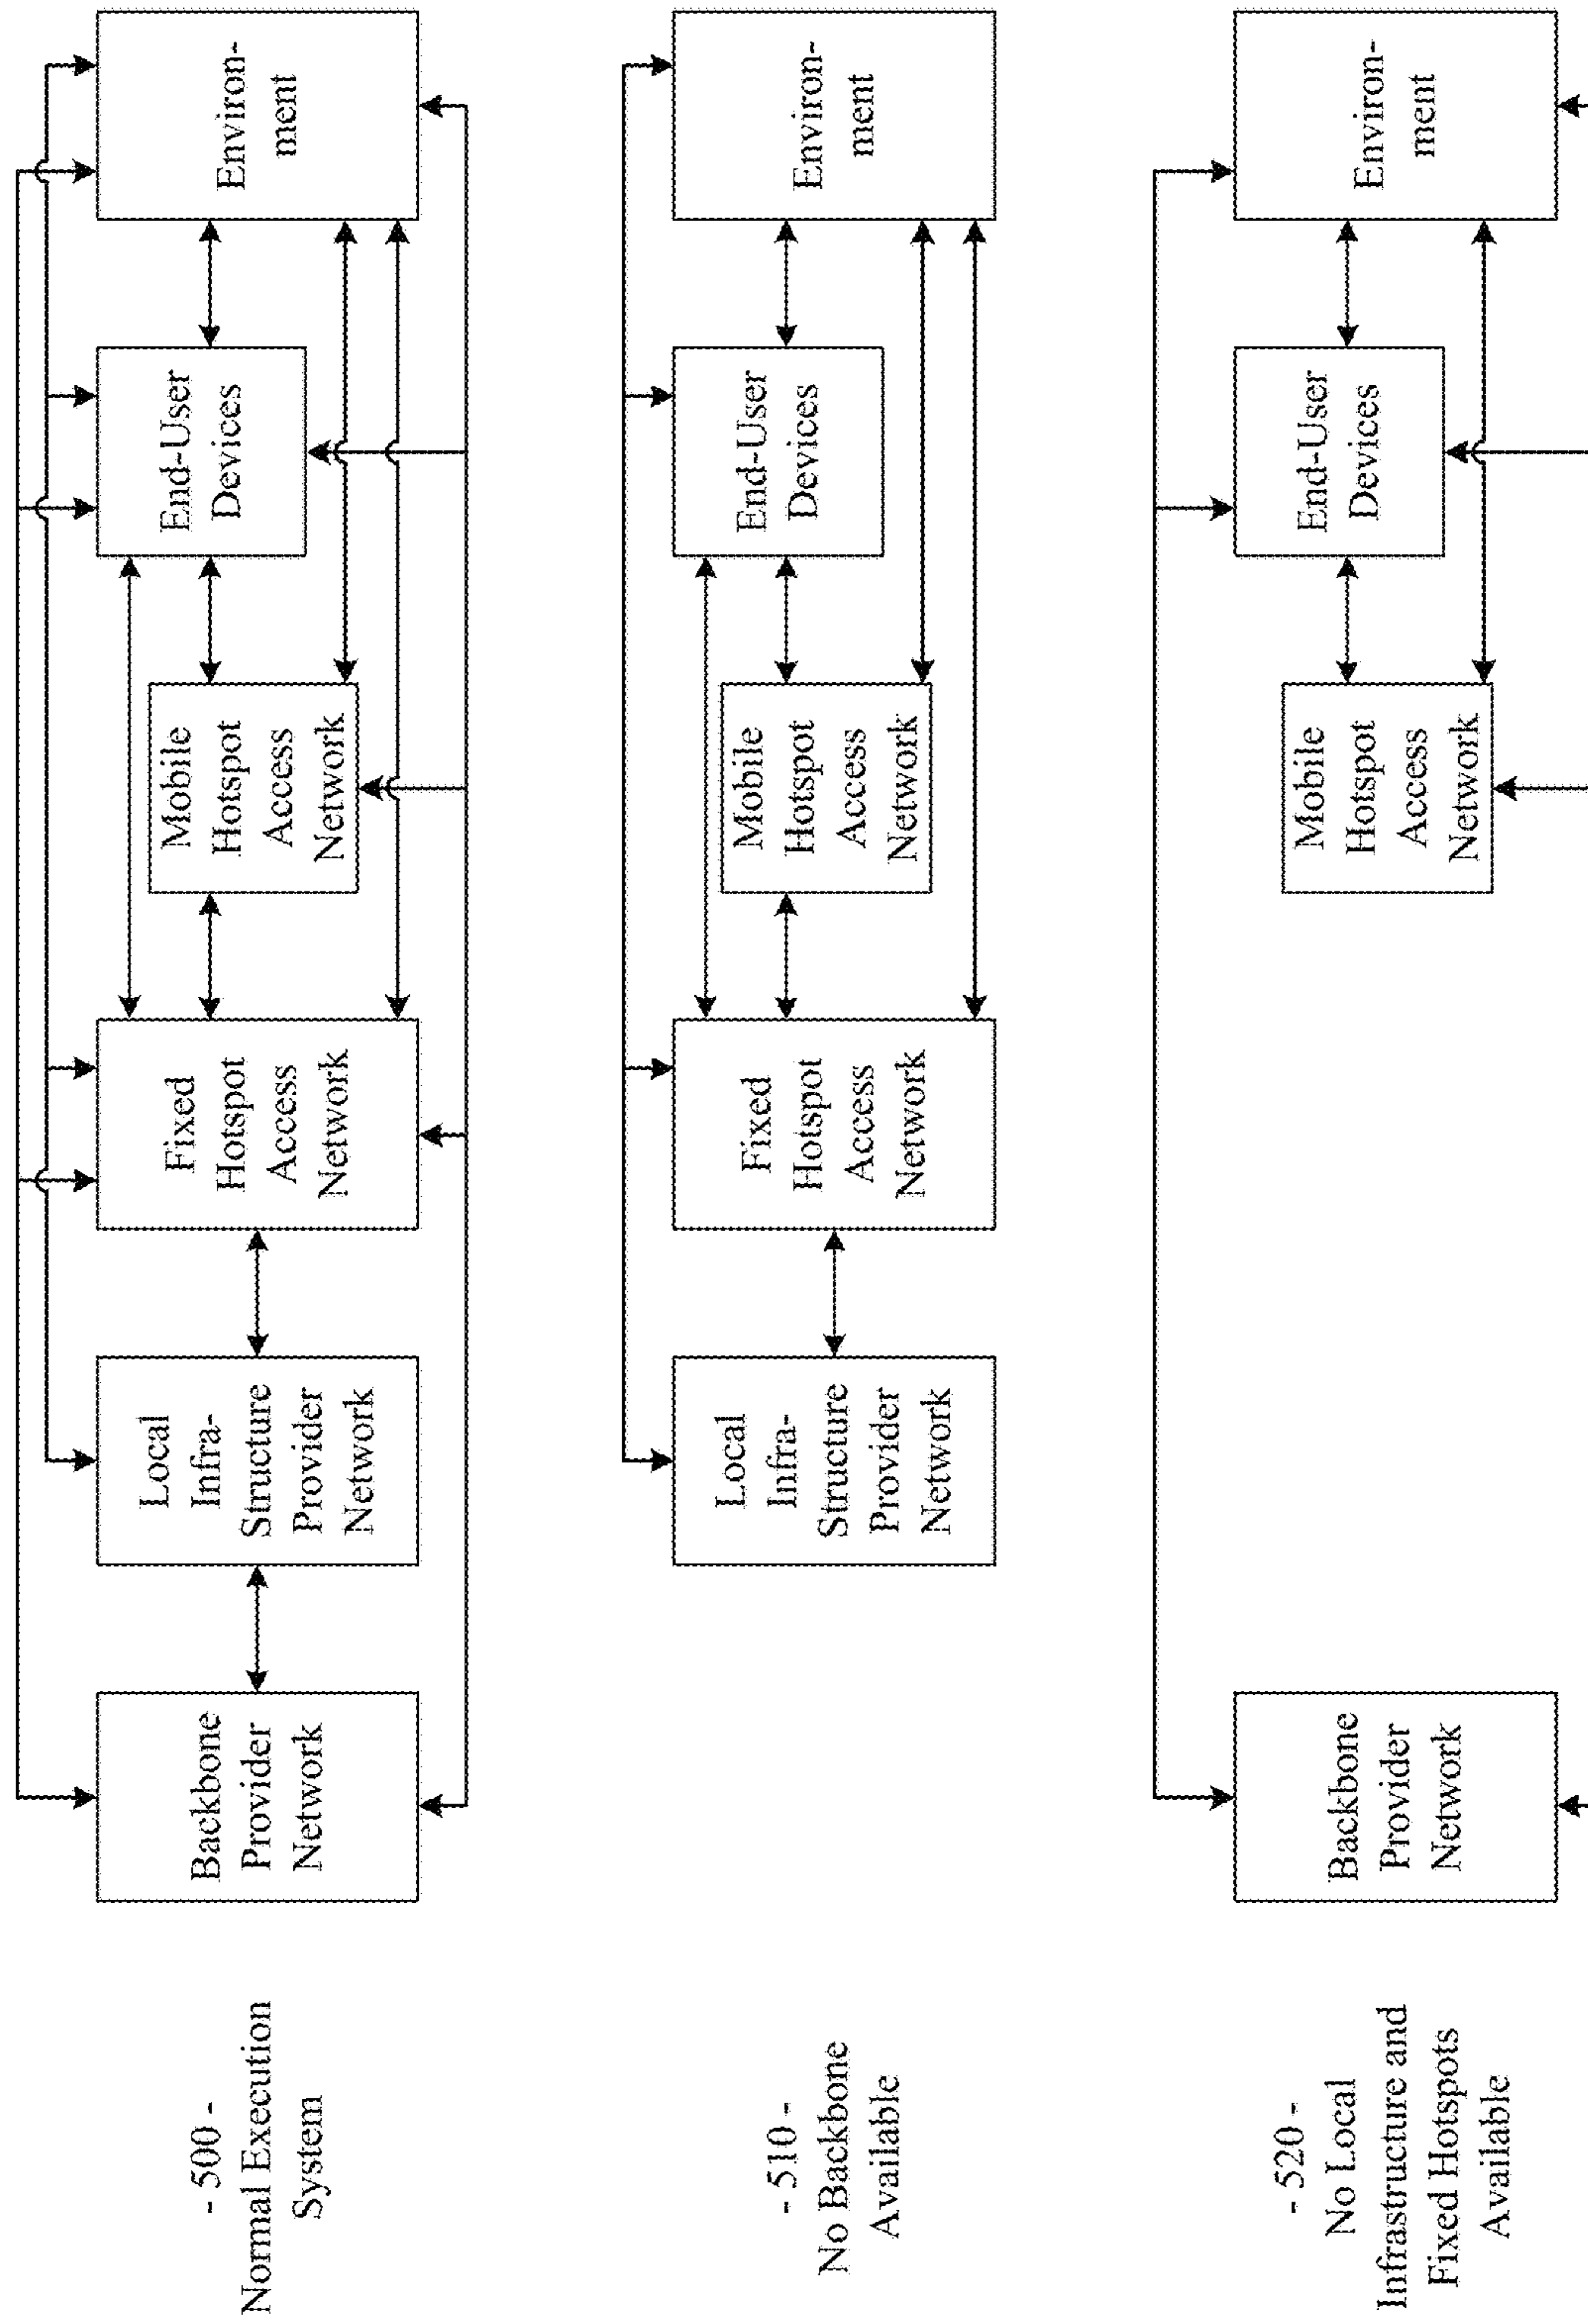 - 500 -
Normal Execution
System
Backbone
Provider
Network
Local
Infra-
Structure
Provider
Network
Fixed
Hotspot
Access
Network
Mobile
Hotspot
Access
Network
End-User
Devices
Environ-
ment
- 510 -
No Backbone
Available
Local
Infra-
Structure
Provider
Network
Fixed
Hotspot
Access
Network
Mobile
Hotspot
Access
Network
End-User
Devices
Environ-
ment
- 520 -
No Local
Infrastructure and
Fixed Hotspots
Available
Backbone
Provider
Network
Mobile
Hotspot
Access
Network
End-User
Devices
Environ-
ment